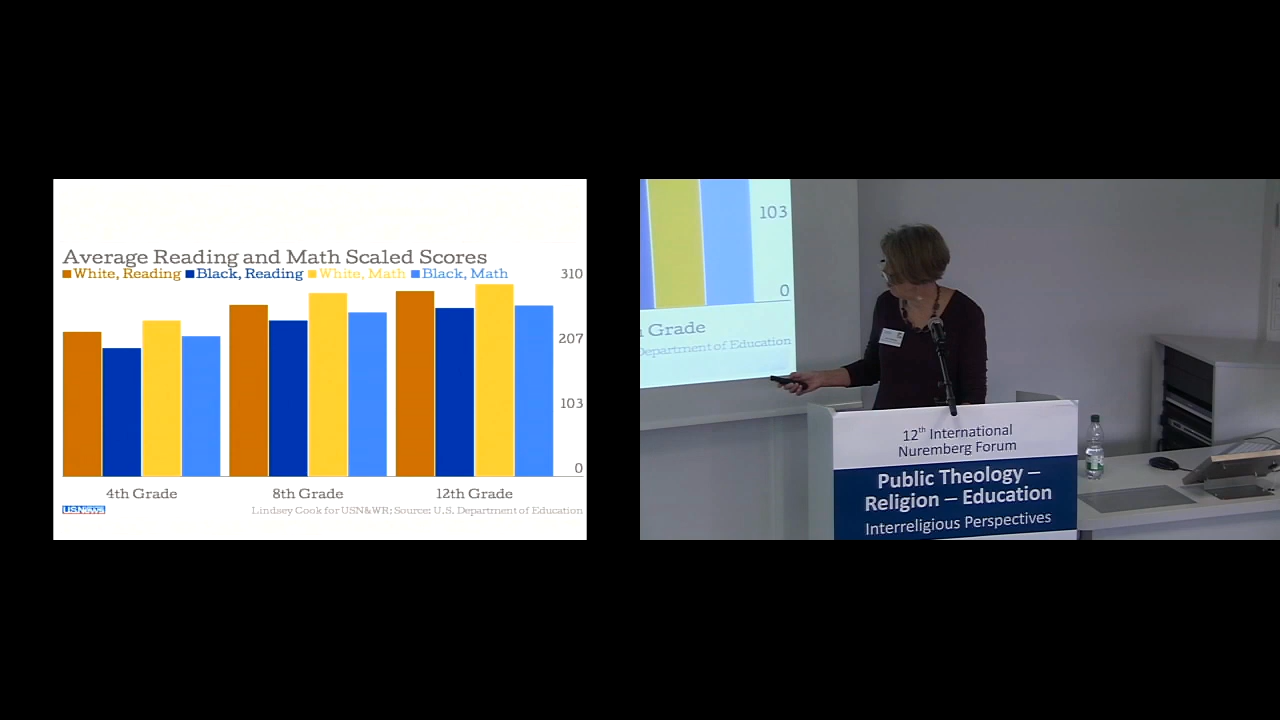 Average Reading and Math Scaled Scores
White, Reading Black, Reading White, Math Black, Math
310
207
103
0
4th Grade 8th Grade 12th Grade
USNews
Lindsey Cook for USN&WR; Source: U.S. Department of Education
103
0
Grade
Department of Education
12th International
Nuremberg Forum
Public Theology –
Religion – Education
Interreligious Perspectives